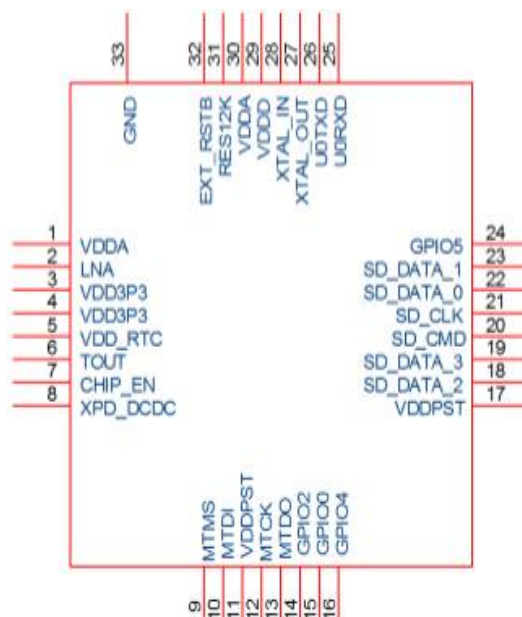 33
32
31
30
29
28
27
26
25
GND
EXT_RSTB
RES12K
VDDA
VDDD
XTAL_IN
XTAL_OUT
U0TXD
U0RXD
1 VDDA
2 LNA
3 VDD3P3
4 VDD3P3
5 VDD_RTC
6 TOUT
7 CHIP_EN
8 XPD_DCDC
GPIO5 24
SD_DATA_1 23
SD_DATA_0 22
SD_CLK 21
SD_CMD 20
SD_DATA_3 19
SD_DATA_2 18
VDDPST 17
MTMS
MTDI
VDDPST
MTCK
MTDO
GPIO2
GPIO0
GPIO4
9
10
11
12
13
14
15
16